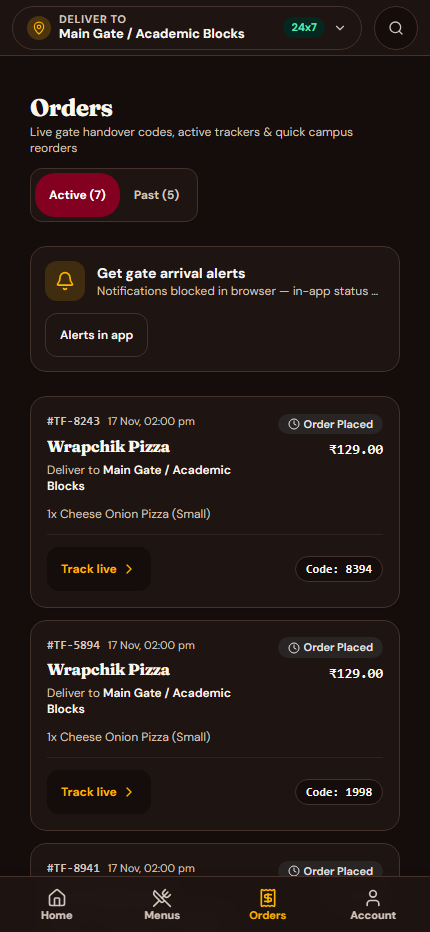 DELIVER TO
Main Gate / Academic Blocks
24x7
Orders
Live gate handover codes, active trackers & quick campus
reorders
Active (7)
Past (5)
Get gate arrival alerts
Notifications blocked in browser — in-app status …
Alerts in app
#TF-8243 17 Nov, 02:00 pm
Order Placed
Wrapchik Pizza
₹129.00
Deliver to Main Gate / Academic
Blocks
1x Cheese Onion Pizza (Small)
Track live
Code: 8394
#TF-5894 17 Nov, 02:00 pm
Order Placed
Wrapchik Pizza
₹129.00
Deliver to Main Gate / Academic
Blocks
1x Cheese Onion Pizza (Small)
Track live
Code: 1998
#TF-8941 17 Nov, 02:00 pm
Order Placed
Home
Menus
Orders
Account